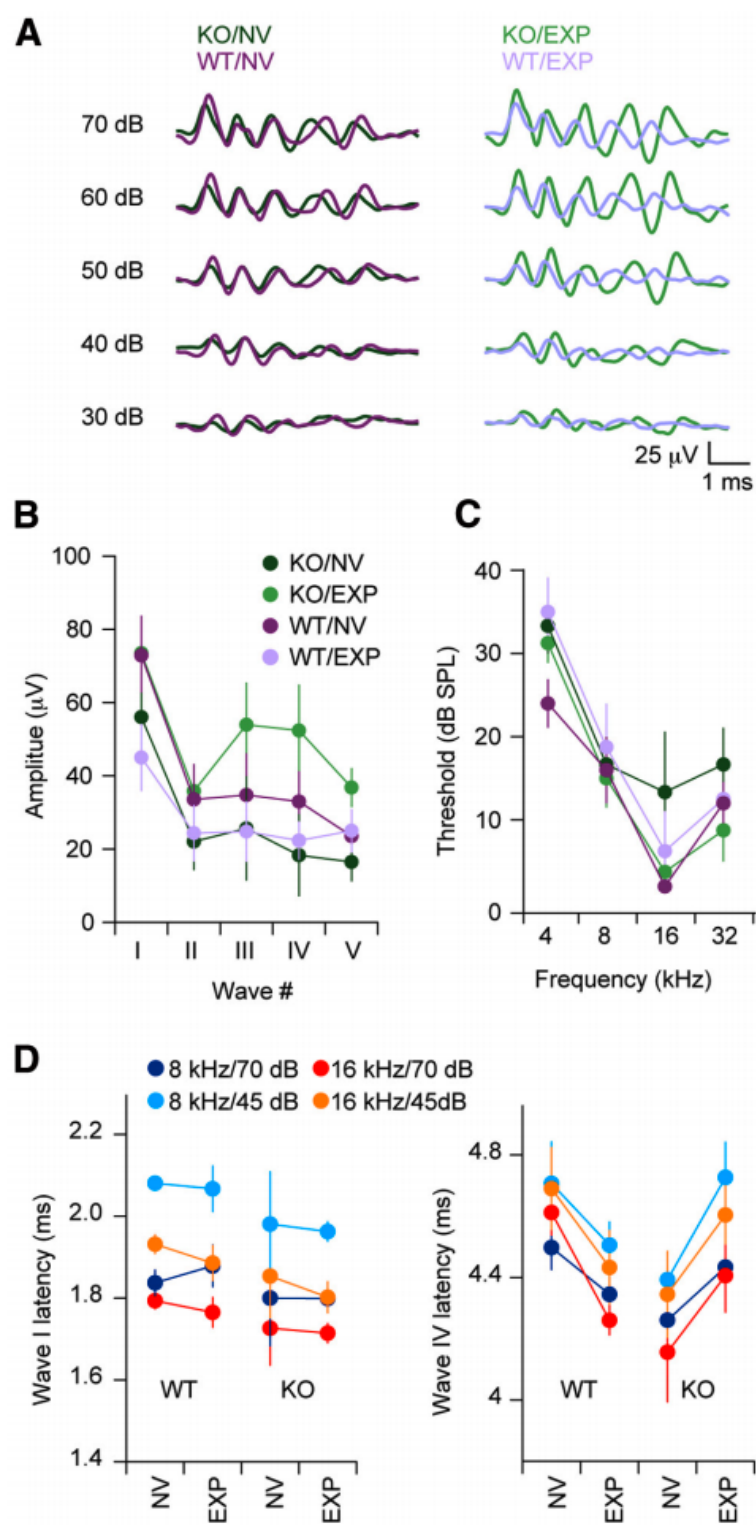 A
KO/NV
WT/NV
KO/EXP
WT/EXP
70 dB
60 dB
50 dB
40 dB
30 dB
25 µV
1 ms
B
100
80
60
40
20
0
Amplitue (µV)
KO/NV
KO/EXP
WT/NV
WT/EXP
I II III IV V
Wave #
C
40
30
20
10
0
Threshold (dB SPL)
4 8 16 32
Frequency (kHz)
D
8 kHz/70 dB 16 kHz/70 dB
8 kHz/45 dB 16 kHz/45dB
2.2
2.0
1.8
1.6
1.4
Wave I latency (ms)
WT KO
NV EXP NV EXP
4.8
4.4
4
Wave IV latency (ms)
WT KO
NV EXP NV EXP